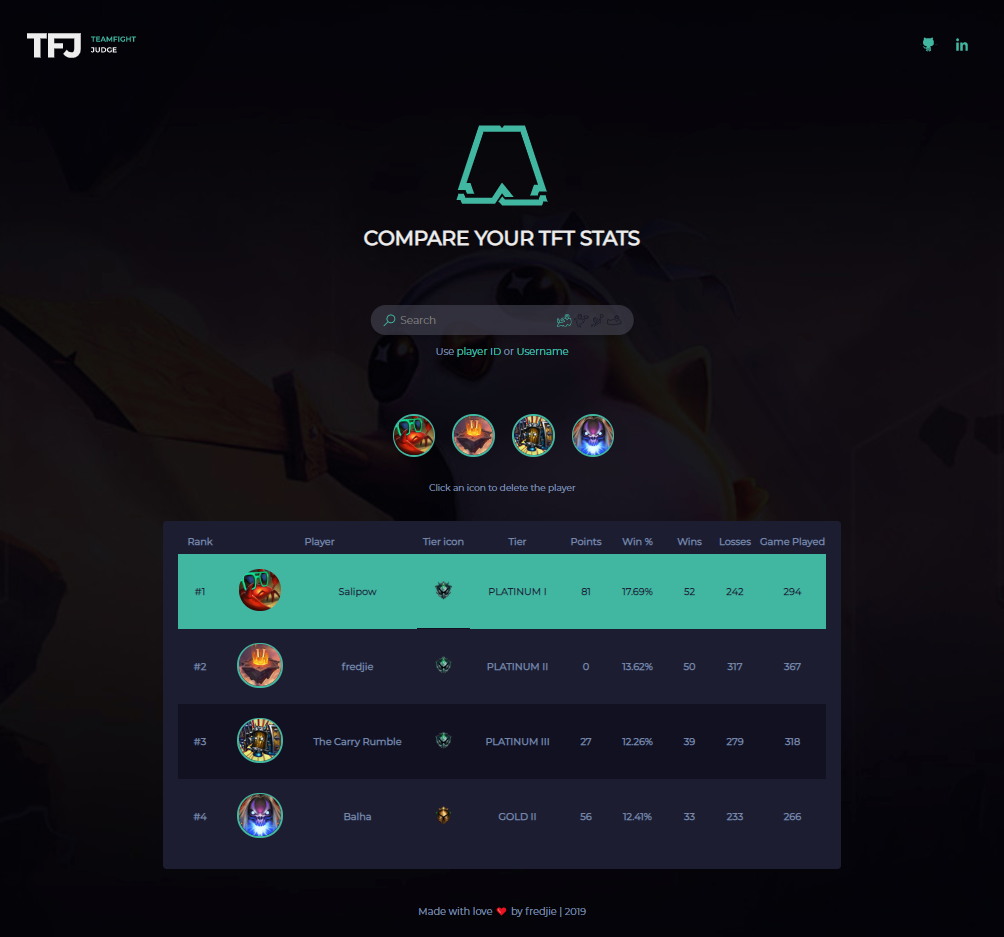 TFJ TEAMFIGHT
JUDGE
COMPARE YOUR TFT STATS
Search
Use player ID or Username
Click an icon to delete the player
Rank Player Tier icon Tier Points Win % Wins Losses Game Played
#1 Salipow PLATINUM I 81 17.69% 52 242 294
#2 fredjie PLATINUM II 0 13.62% 50 317 367
#3 The Carry Rumble PLATINUM III 27 12.26% 39 279 318
#4 Balha GOLD II 56 12.41% 33 233 266
Made with love ❤ by fredjie | 2019